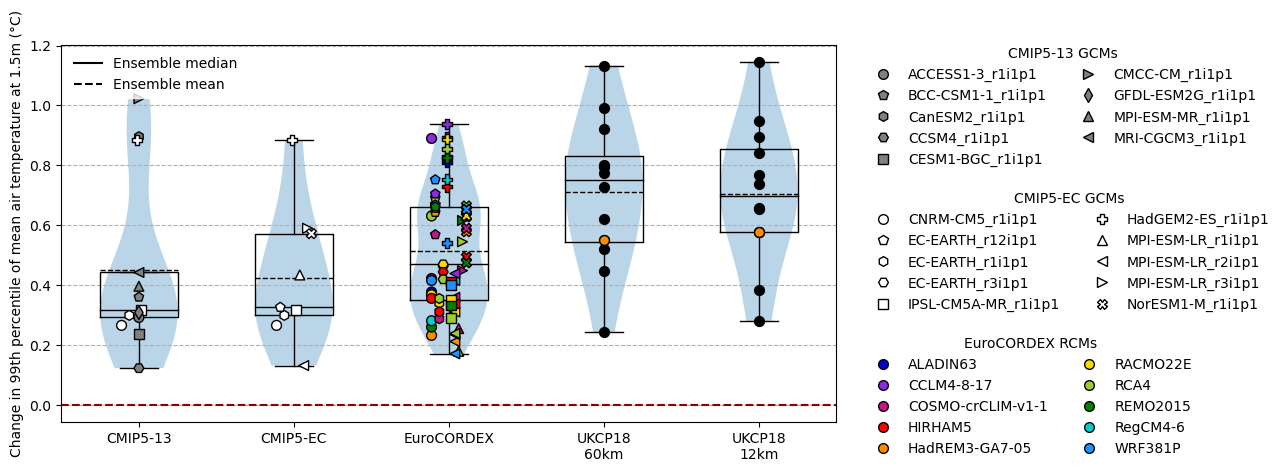 Change in 99th percentile of mean air temperature at 1.5m (°C)
1.2
1.0
0.8
0.6
0.4
0.2
0.0
Ensemble median
Ensemble mean
CMIP5-13
CMIP5-EC
EuroCORDEX
UKCP18
60km
UKCP18
12km
CMIP5-13 GCMs
ACCESS1-3_r1i1p1
BCC-CSM1-1_r1i1p1
CanESM2_r1i1p1
CCSM4_r1i1p1
CESM1-BGC_r1i1p1
CMCC-CM_r1i1p1
GFDL-ESM2G_r1i1p1
MPI-ESM-MR_r1i1p1
MRI-CGCM3_r1i1p1
CMIP5-EC GCMs
CNRM-CM5_r1i1p1
EC-EARTH_r12i1p1
EC-EARTH_r1i1p1
EC-EARTH_r3i1p1
IPSL-CM5A-MR_r1i1p1
HadGEM2-ES_r1i1p1
MPI-ESM-LR_r1i1p1
MPI-ESM-LR_r2i1p1
MPI-ESM-LR_r3i1p1
NorESM1-M_r1i1p1
EuroCORDEX RCMs
ALADIN63
CCLM4-8-17
COSMO-crCLIM-v1-1
HIRHAM5
HadREM3-GA7-05
RACMO22E
RCA4
REMO2015
RegCM4-6
WRF381P